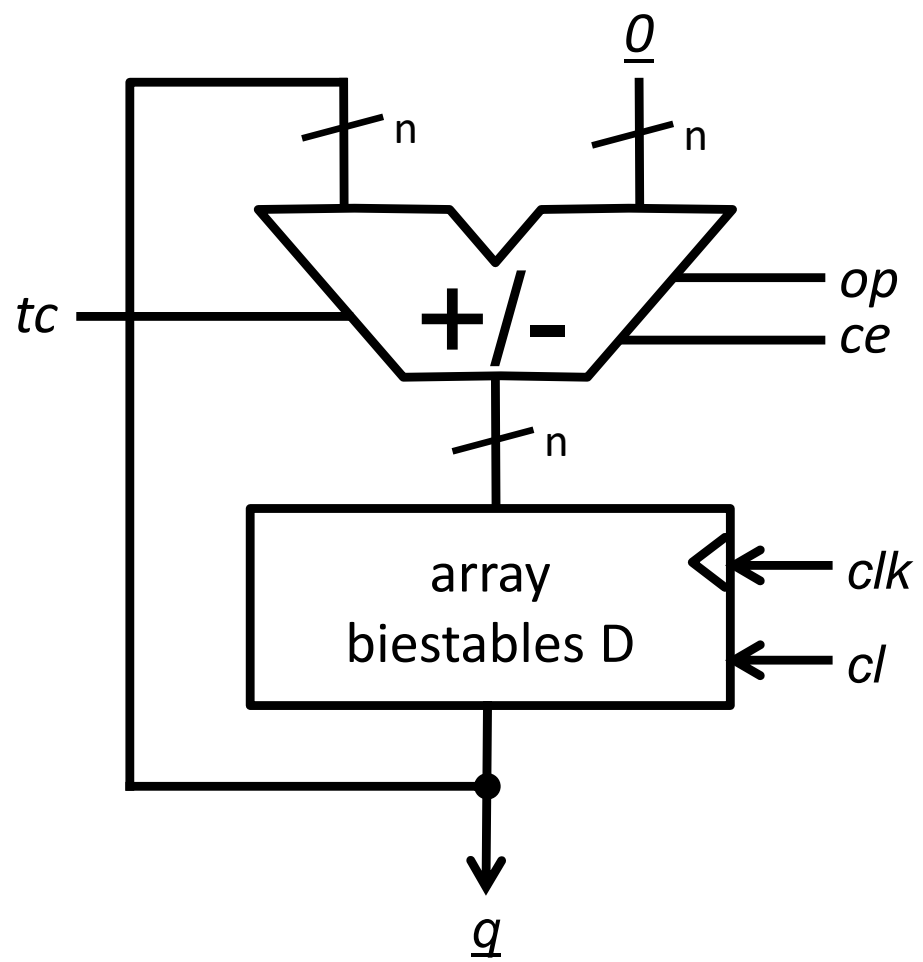 0
n
n
tc
+/-
op
ce
n
array
biestables D
clk
cl
q